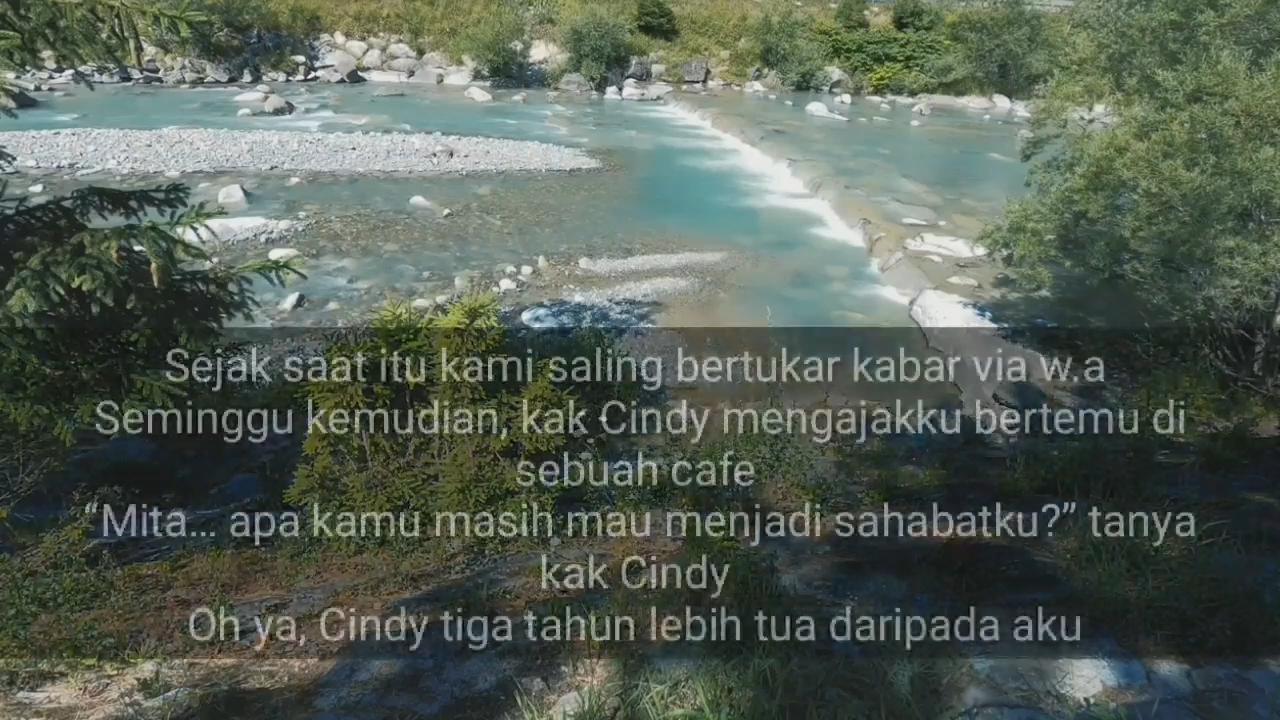 Sejak saat itu kami saling bertukar kabar via w.a
Seminggu kemudian, kak Cindy mengajakku bertemu di
sebuah cafe
“Mita... apa kamu masih mau menjadi sahabatku?” tanya
kak Cindy
Oh ya, Cindy tiga tahun lebih tua daripada aku